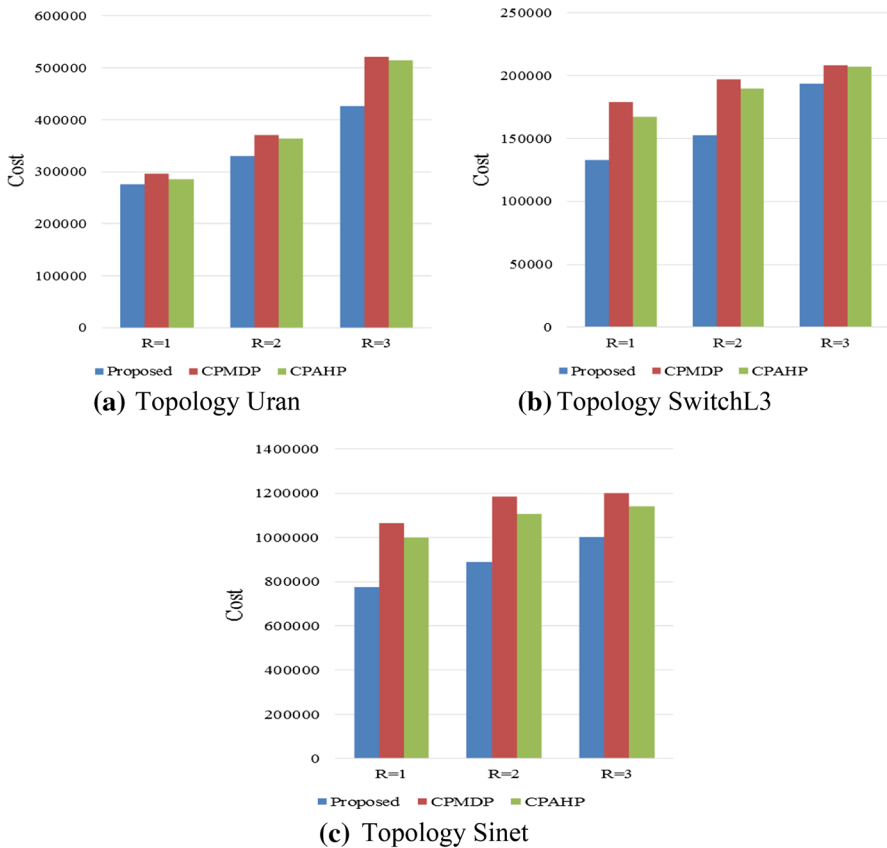 600000
500000
400000
300000
200000
100000
0
Cost
R=1 R=2 R=3
Proposed CPMDP CPAHP
(a) Topology Uran
250000
200000
150000
100000
50000
0
Cost
R=1 R=2 R=3
Proposed CPMDP CPAHP
(b) Topology SwitchL3
1400000
1200000
1000000
800000
600000
400000
200000
0
Cost
R=1 R=2 R=3
Proposed CPMDP CPAHP
(c) Topology Sinet